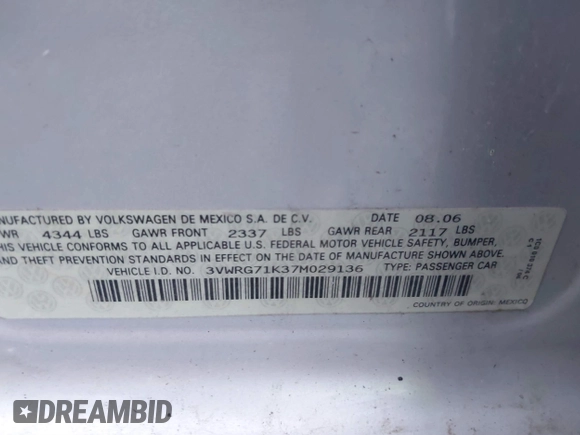 NUFACTURED BY VOLKSWAGEN DE MEXICO S.A. DE C.V. DATE 08.06
WR 4344 LBS GAWR FRONT 2337 LBS GAWR REAR 2117 LBS
THIS VEHICLE CONFORMS TO ALL APPLICABLE U.S. FEDERAL MOTOR VEHICLE SAFETY, BUMPER,
AND THEFT PREVENTION STANDARDS IN EFFECT ON THE DATE OF MANUFACTURE SHOWN ABOVE.
VEHICLE I.D. NO. 3VWRG71K37M029136 TYPE: PASSENGER CAR
COUNTRY OF ORIGIN: MEXICO
DREAMBID